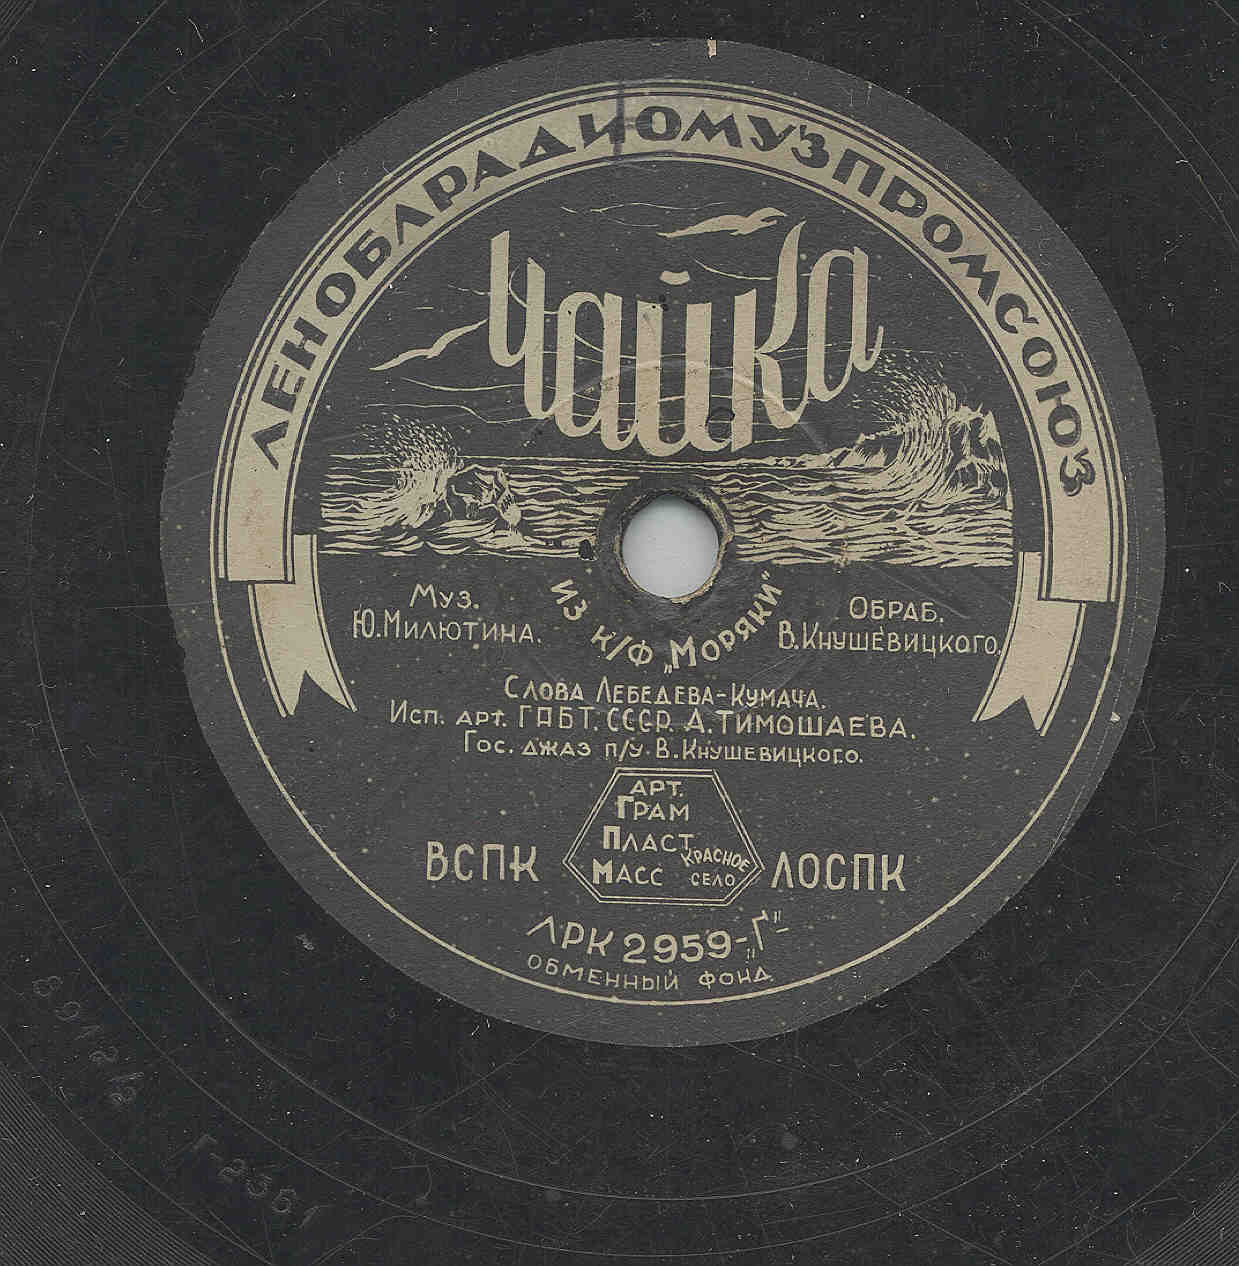 ЛЕНОБЛРАДИОМУЗПРОМСОЮЗ
Чайка
ИЗ К/Ф „МОРЯКИ"
МУЗ.
Ю.МИЛЮТИНА.
ОБРАБ.
В.КНУШЕВИЦКОГО.
СЛОВА ЛЕБЕДЕВА-КУМАЧА.
ИСП. АРТ. ГАБТ. СССР. А.ТИМОШАЕВА.
ГОС. ДЖАЗ П/У. В.КНУШЕВИЦКОГО.
АРТ.
ГРАМ
ПЛАСТ
МАСС
КРАСНОЕ
СЕЛО
ВСПК
ЛОСПК
ЛРК 2959-„Г"-
ОБМЕННЫЙ ФОНД